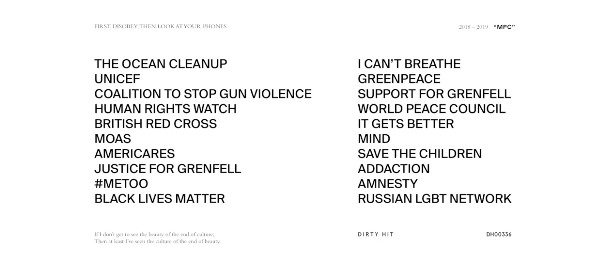 FIRST DISOBEY; THEN LOOK AT YOUR PHONES
2018 - 2019 "MFC"
THE OCEAN CLEANUP
UNICEF
COALITION TO STOP GUN VIOLENCE
HUMAN RIGHTS WATCH
BRITISH RED CROSS
MOAS
AMERICARES
JUSTICE FOR GRENFELL
#METOO
BLACK LIVES MATTER
I CAN'T BREATHE
GREENPEACE
SUPPORT FOR GRENFELL
WORLD PEACE COUNCIL
IT GETS BETTER
MIND
SAVE THE CHILDREN
ADDACTION
AMNESTY
RUSSIAN LGBT NETWORK
If I don't get to see the beauty of the end of culture;
Then at least I've seen the culture of the end of beauty.
DIRTY HIT
DH00336